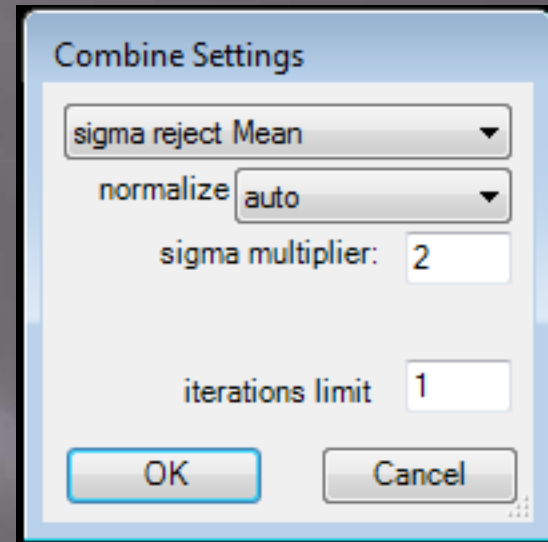 Combine Settings
sigma reject Mean
normalize auto
sigma multiplier: 2
iterations limit 1
OK Cancel